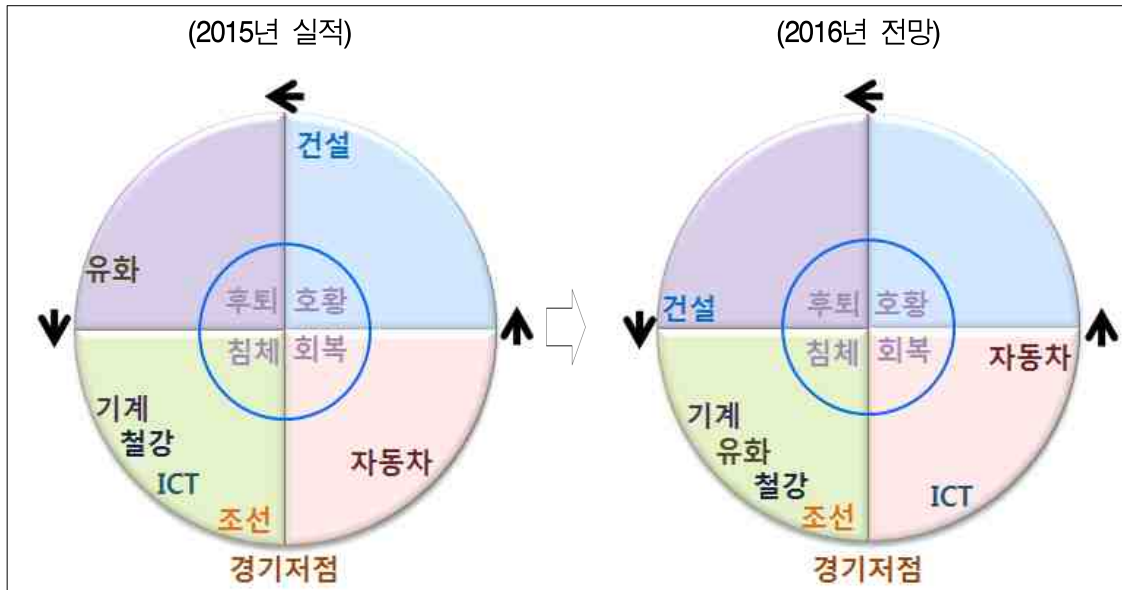 (2015년 실적)
건설
유화
후퇴 호황
침체 회복
기계
철강
ICT
조선
자동차
경기저점
(2016년 전망)
건설
후퇴 호황
침체 회복
자동차
기계
유화
철강
조선
ICT
경기저점